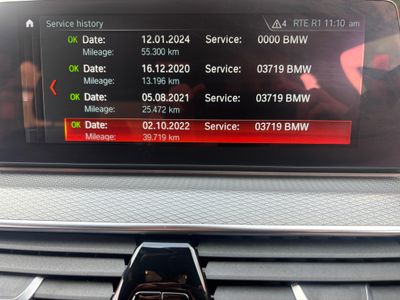 Service history 4 RTE R1 11:10 am
OK Date: 12.01.2024 Service: 0000 BMW
Mileage: 55.300 km
OK Date: 16.12.2020 Service: 03719 BMW
Mileage: 13.196 km
OK Date: 05.08.2021 Service: 03719 BMW
Mileage: 25.472 km
OK Date: 02.10.2022 Service: 03719 BMW
Mileage: 39.719 km